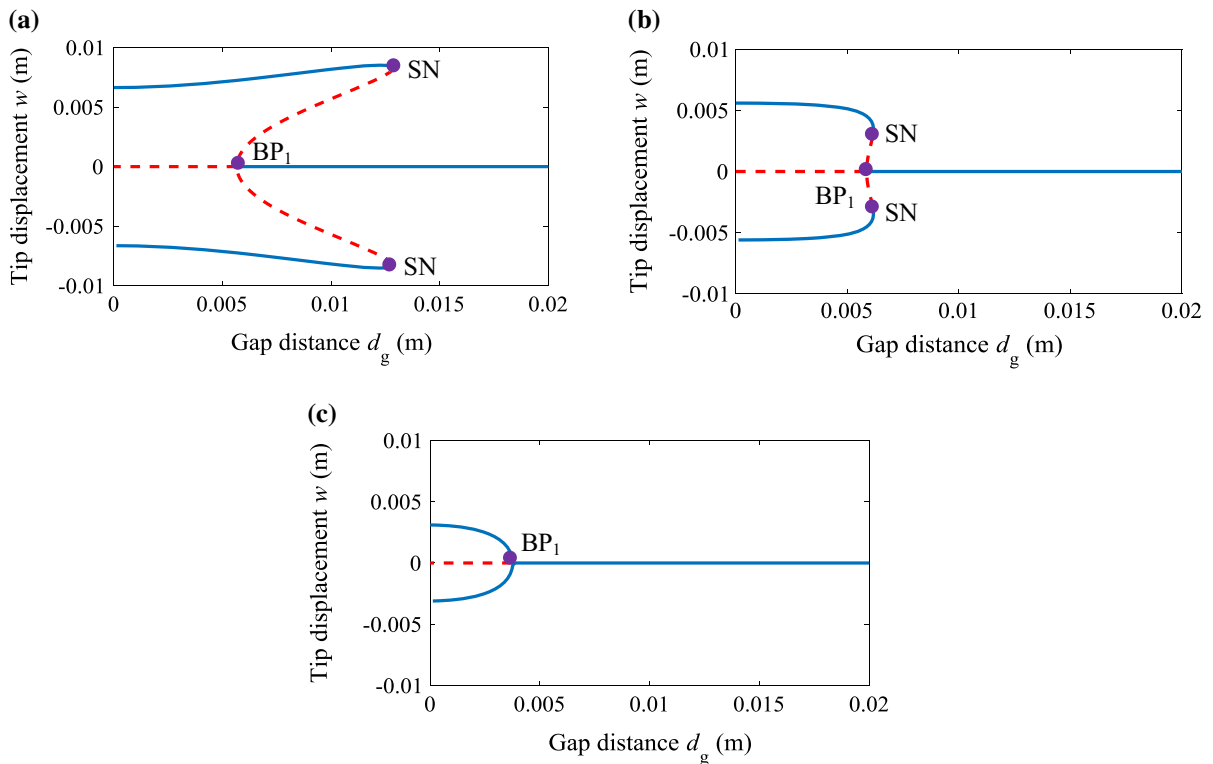 (a)
Tip displacement w (m)
0.01
0.005
0
-0.005
-0.01
SN
BP₁
SN
0 0.005 0.01 0.015 0.02
Gap distance d_g (m)
(b)
Tip displacement w (m)
0.01
0.005
0
-0.005
-0.01
SN
BP₁
SN
0 0.005 0.01 0.015 0.02
Gap distance d_g (m)
(c)
Tip displacement w (m)
0.01
0.005
0
-0.005
-0.01
BP₁
0 0.005 0.01 0.015 0.02
Gap distance d_g (m)